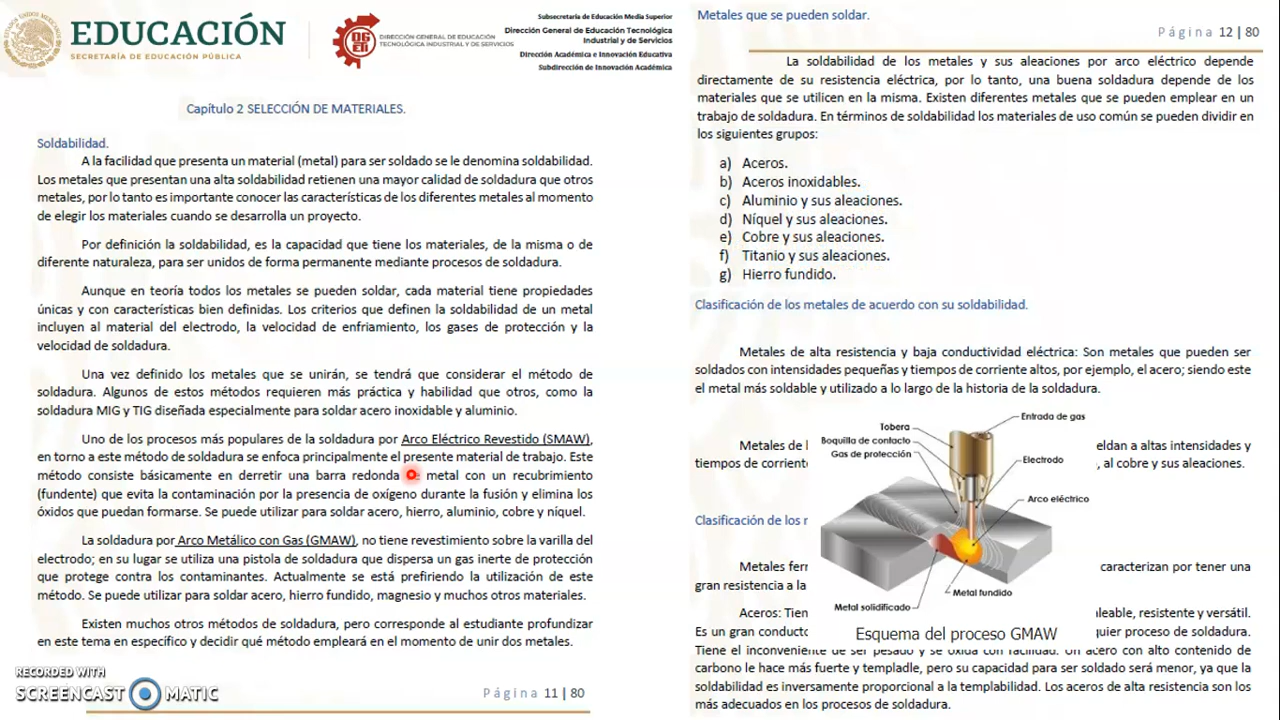 EDUCACIÓN
SECRETARÍA DE EDUCACIÓN PÚBLICA
DIRECCIÓN GENERAL DE EDUCACIÓN
TECNOLÓGICA INDUSTRIAL Y DE SERVICIOS
Subsecretaría de Educación Media Superior
Dirección General de Educación Tecnológica
Industrial y de Servicios
Dirección Académica e Innovación Educativa
Subdirección de Innovación Académica
Capítulo 2 SELECCIÓN DE MATERIALES.
Soldabilidad.
A la facilidad que presenta un material (metal) para ser soldado se le denomina soldabilidad.
Los metales que presentan una alta soldabilidad retienen una mayor calidad de soldadura que otros
metales, por lo tanto es importante conocer las características de los diferentes metales al momento
de elegir los materiales cuando se desarrolla un proyecto.
Por definición la soldabilidad, es la capacidad que tiene los materiales, de la misma o de
diferente naturaleza, para ser unidos de forma permanente mediante procesos de soldadura.
Aunque en teoría todos los metales se pueden soldar, cada material tiene propiedades
únicas y con características bien definidas. Los criterios que definen la soldabilidad de un metal
incluyen al material del electrodo, la velocidad de enfriamiento, los gases de protección y la
velocidad de soldadura.
Una vez definido los metales que se unirán, se tendrá que considerar el método de
soldadura. Algunos de estos métodos requieren más práctica y habilidad que otros, como la
soldadura MIG y TIG diseñada especialmente para soldar acero inoxidable y aluminio.
Uno de los procesos más populares de la soldadura por Arco Eléctrico Revestido (SMAW),
en torno a este método de soldadura se enfoca principalmente el presente material de trabajo. Este
método consiste básicamente en derretir una barra redonda metal con un recubrimiento
(fundente) que evita la contaminación por la presencia de oxígeno durante la fusión y elimina los
óxidos que puedan formarse. Se puede utilizar para soldar acero, hierro, aluminio, cobre y níquel.
La soldadura por Arco Metálico con Gas (GMAW), no tiene revestimiento sobre la varilla del
electrodo; en su lugar se utiliza una pistola de soldadura que dispersa un gas inerte de protección
que protege contra los contaminantes. Actualmente se está prefiriendo la utilización de este
método. Se puede utilizar para soldar acero, hierro fundido, magnesio y muchos otros materiales.
Existen muchos otros métodos de soldadura, pero corresponde al estudiante profundizar
en este tema en específico y decidir qué método empleará en el momento de unir dos metales.
Página 11 | 80
RECORDED WITH
SCREENCAST MATIC
Metales que se pueden soldar.
Página 12 | 80
La soldabilidad de los metales y sus aleaciones por arco eléctrico depende
directamente de su resistencia eléctrica, por lo tanto, una buena soldadura depende de los
materiales que se utilicen en la misma. Existen diferentes metales que se pueden emplear en un
trabajo de soldadura. En términos de soldabilidad los materiales de uso común se pueden dividir en
los siguientes grupos:
a) Aceros.
b) Aceros inoxidables.
c) Aluminio y sus aleaciones.
d) Níquel y sus aleaciones.
e) Cobre y sus aleaciones.
f) Titanio y sus aleaciones.
g) Hierro fundido.
Clasificación de los metales de acuerdo con su soldabilidad.
Metales de alta resistencia y baja conductividad eléctrica: Son metales que pueden ser
soldados con intensidades pequeñas y tiempos de corriente altos, por ejemplo, el acero; siendo este
el metal más soldable y utilizado a lo largo de la historia de la soldadura.
Metales de eldan a altas intensidades y
tiempos de corriente , al cobre y sus aleaciones.
Clasificación de los
Metales ferr caracterizan por tener una
gran resistencia a la
Aceros: Tien leable, resistente y versátil.
Es un gran conducto quier proceso de soldadura.
Tiene el inconveniente de ser pesado y se oxida con facilidad. Un acero con alto contenido de
carbono le hace más fuerte y templable, pero su capacidad para ser soldado será menor, ya que la
soldabilidad es inversamente proporcional a la templabilidad. Los aceros de alta resistencia son los
más adecuados en los procesos de soldadura.
Entrada de gas
Tobera
Boquilla de contacto
Gas de protección
Electrodo
Arco eléctrico
Metal fundido
Metal solidificado
Esquema del proceso GMAW